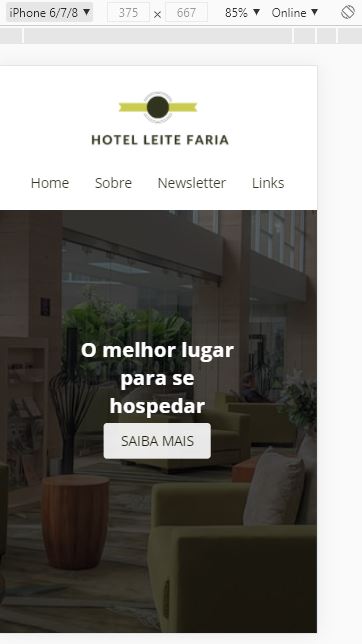 iPhone 6/7/8 ▼ 375 × 667 85% ▼ Online ▼
HOTEL LEITE FARIA
Home Sobre Newsletter Links
O melhor lugar
para se
hospedar
SAIBA MAIS